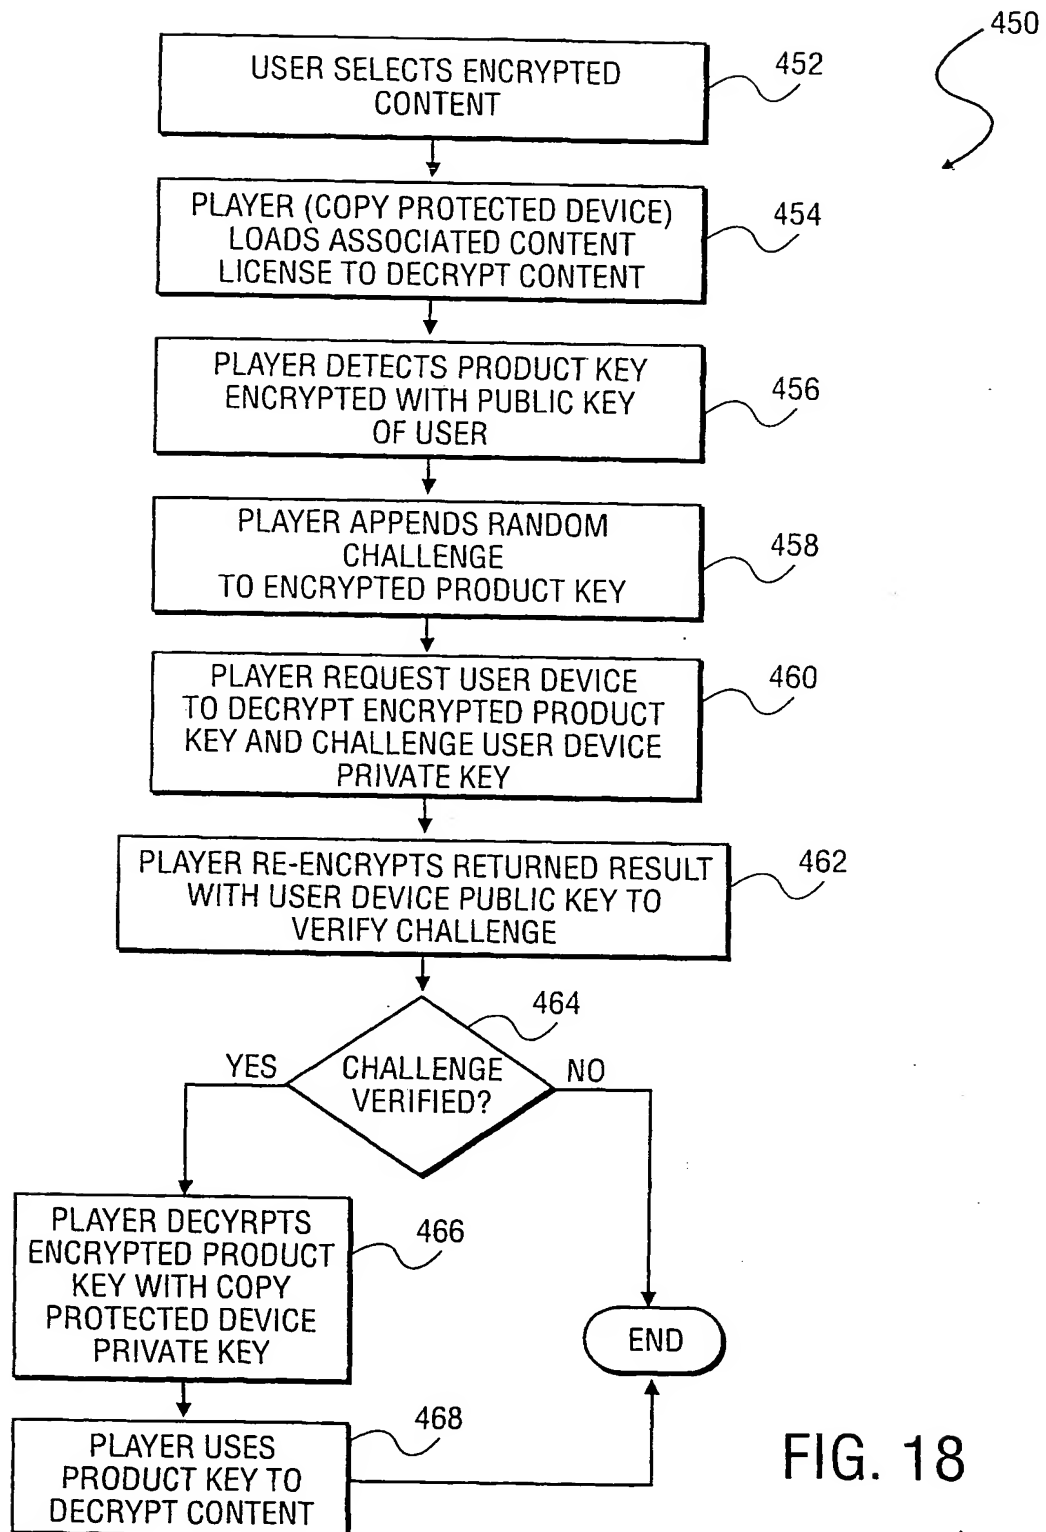 450
USER SELECTS ENCRYPTED
CONTENT
452
PLAYER (COPY PROTECTED DEVICE)
LOADS ASSOCIATED CONTENT
LICENSE TO DECRYPT CONTENT
454
PLAYER DETECTS PRODUCT KEY
ENCRYPTED WITH PUBLIC KEY
OF USER
456
PLAYER APPENDS RANDOM
CHALLENGE
TO ENCRYPTED PRODUCT KEY
458
PLAYER REQUEST USER DEVICE
TO DECRYPT ENCRYPTED PRODUCT
KEY AND CHALLENGE USER DEVICE
PRIVATE KEY
460
PLAYER RE-ENCRYPTS RETURNED RESULT
WITH USER DEVICE PUBLIC KEY TO
VERIFY CHALLENGE
462
464
YES
CHALLENGE
VERIFIED?
NO
PLAYER DECYRPTS
ENCRYPTED PRODUCT
KEY WITH COPY
PROTECTED DEVICE
PRIVATE KEY
466
END
PLAYER USES
PRODUCT KEY TO
DECRYPT CONTENT
468
FIG. 18